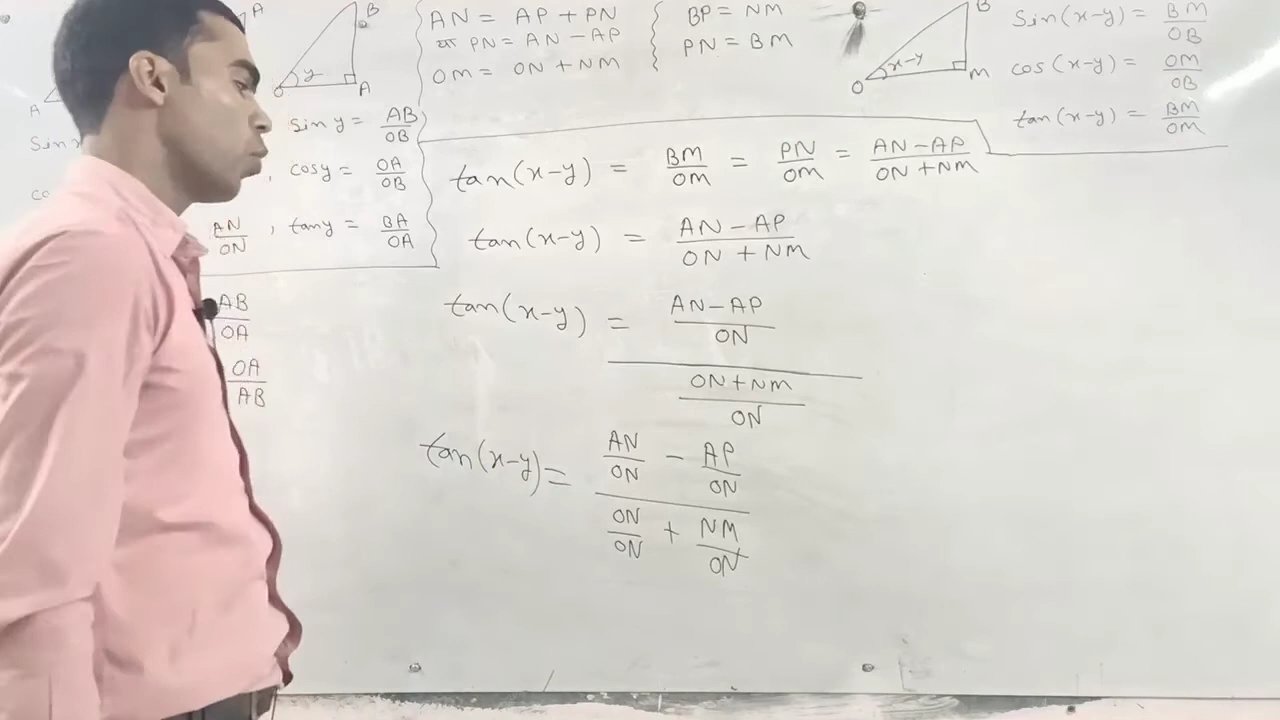 A
A
B
y
O
A
AN = AP + PN
या PN = AN - AP
OM = ON + NM
BP = NM
PN = BM
B
x-y
O
M
Sin(x-y) = BM/OB
cos(x-y) = OM/OB
tan(x-y) = BM/OM
Sinx
, sin y = AB/OB
co
, cosy = OA/OB
AN/ON , tany = BA/OA
AB/OA
OA/AB
tan(x-y) = BM/OM = PN/OM = AN-AP/ON+NM
tan(x-y) = AN-AP/ON+NM
tan(x-y) = AN-AP/ON / ON+NM/ON
tan(x-y) = AN/ON - AP/ON / ON/ON + NM/ON